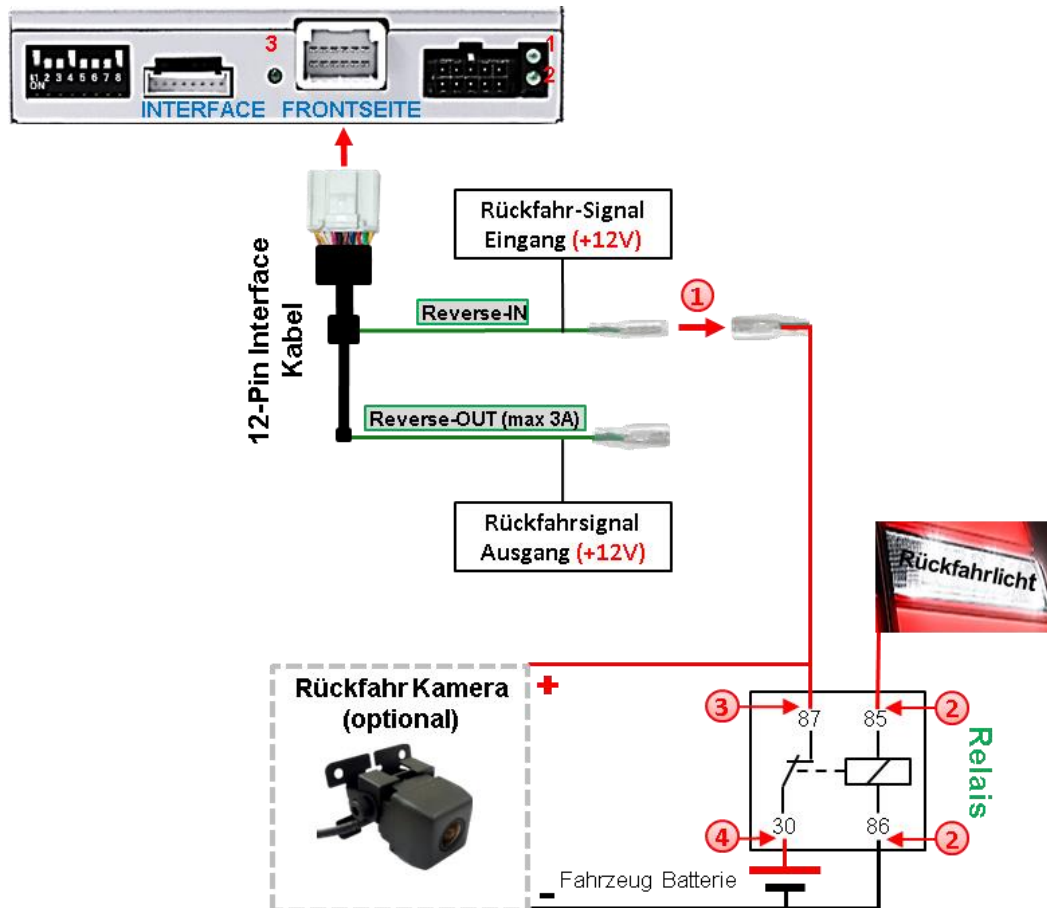 3
1
2
1 2 3 4 5 6 7 8
ON
INTERFACE FRONTSEITE
12-Pin Interface
Kabel
Rückfahr-Signal
Eingang (+12V)
Reverse-IN
1
Reverse-OUT (max 3A)
Rückfahrsignal
Ausgang (+12V)
Rückfahrlicht
Rückfahr Kamera
(optional)
+
3
87
85
2
Relais
4
30
86
2
- Fahrzeug Batterie